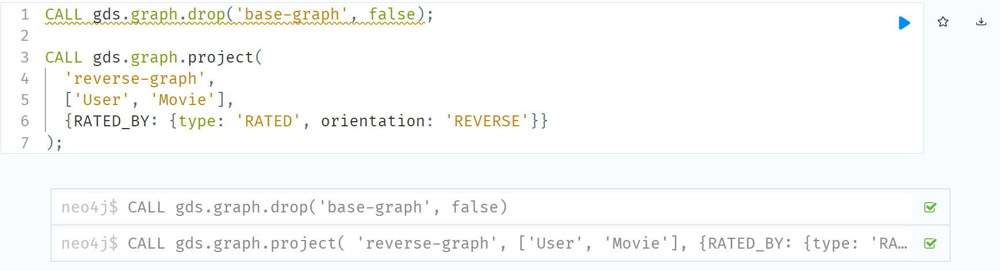 1 CALL gds.graph.drop('base-graph', false);
2
3 CALL gds.graph.project(
4 'reverse-graph',
5 ['User', 'Movie'],
6 {RATED_BY: {type: 'RATED', orientation: 'REVERSE'}}
7 );
neo4j$ CALL gds.graph.drop('base-graph', false)
neo4j$ CALL gds.graph.project( 'reverse-graph', ['User', 'Movie'], {RATED_BY: {type: 'RA…